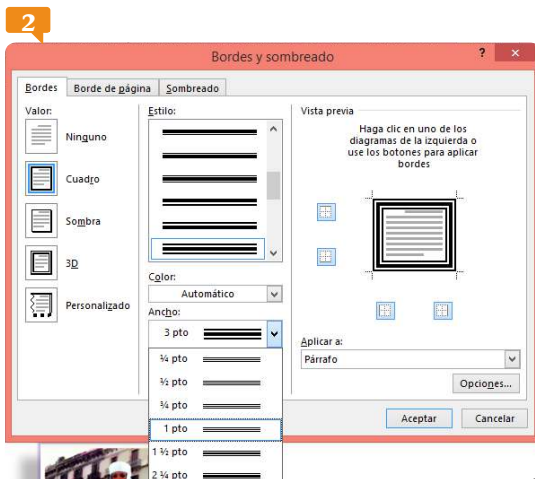 2
Bordes y sombreado
?
×
Bordes
Borde de página
Sombreado
Valor:
Ninguno
Cuadro
Sombra
3D
Personalizado
Estilo:
Color:
Automático
Ancho:
3 pto
¼ pto
½ pto
¾ pto
1 pto
1 ½ pto
2 ¼ pto
Vista previa
Haga clic en uno de los
diagramas de la izquierda o
use los botones para aplicar
bordes
Aplicar a:
Párrafo
Opciones...
Aceptar
Cancelar